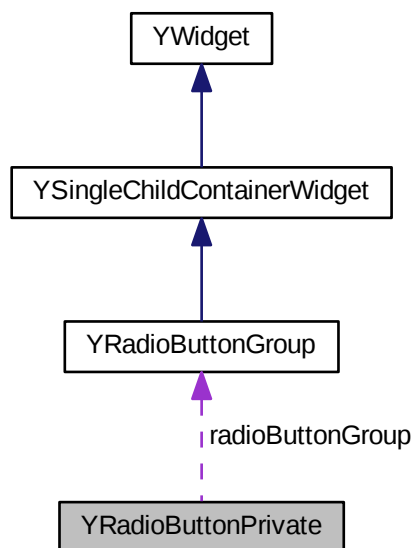 YWidget
YSingleChildContainerWidget
YRadioButtonGroup
radioButtonGroup
YRadioButtonPrivate